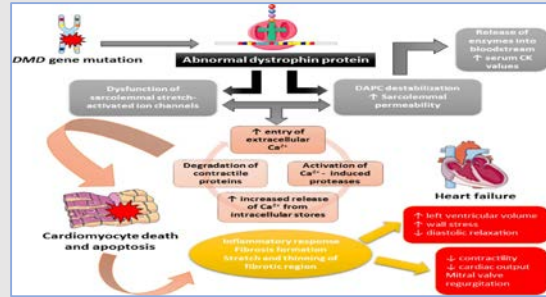 Release of
enzymes into
bloodstream
↑ serum CK
values
DMD gene mutation
Abnormal dystrophin protein
Dysfunction of
sarcolemmal stretch-
activated ion channels
DAPC destabilization
↑ Sarcolemmal
permeability
↑ entry of
extracellular
Ca²⁺
Degradation of
contractile
proteins
Activation of
Ca²⁺ - induced
proteases
↑ increased release
of Ca²⁺ from
intracellular stores
Heart failure
Cardiomyocyte death
and apoptosis
↑ left ventricular volume
↑ wall stress
↓ diastolic relaxation
Inflammatory response
Fibrosis formation
Stretch and thinning of
fibrotic region
↓ contractility
↓ cardiac output
Mitral valve
regurgitation